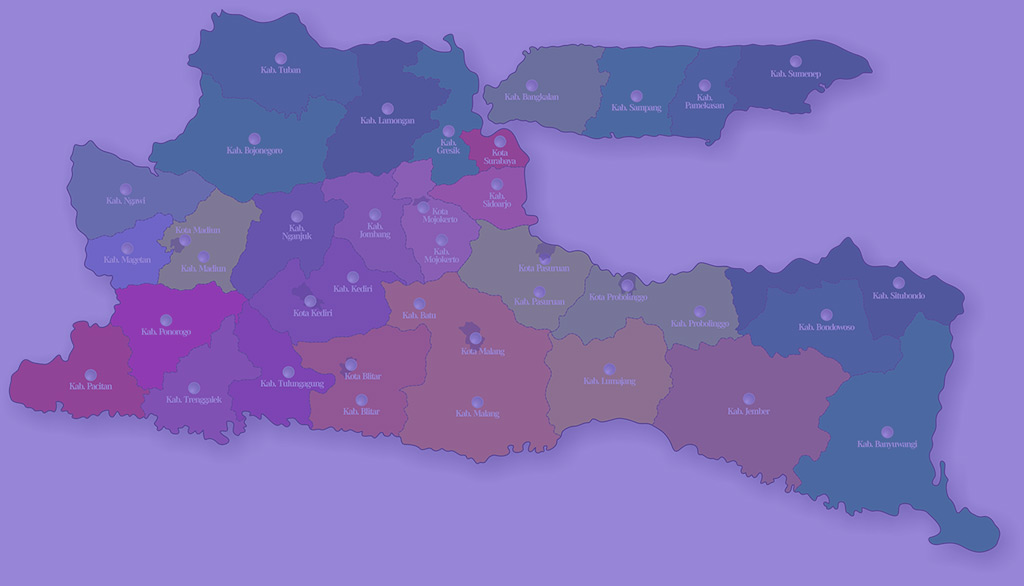 Kab. Tuban
Kab. Sumenep
Kab. Bangkalan
Kab. Sampang
Kab.
Pamekasan
Kab. Lamongan
Kab. Bojonegoro
Kab.
Gresik
Kota
Surabaya
Kab. Ngawi
Kab.
Sidoarjo
Kota
Mojokerto
Kab.
Nganjuk
Kab.
Jombang
Kota Madiun
Kab. Magetan
Kab. Madiun
Kab.
Mojokerto
Kota Pasuruan
Kab. Kediri
Kota Kediri
Kab. Pasuruan
Kota Probolinggo
Kab. Situbondo
Kab. Batu
Kab. Ponorogo
Kab. Probolinggo
Kab. Bondowoso
Kota Malang
Kab. Pacitan
Kab. Trenggalek
Kab. Tulungagung
Kota Blitar
Kab. Lumajang
Kab. Blitar
Kab. Malang
Kab. Jember
Kab. Banyuwangi